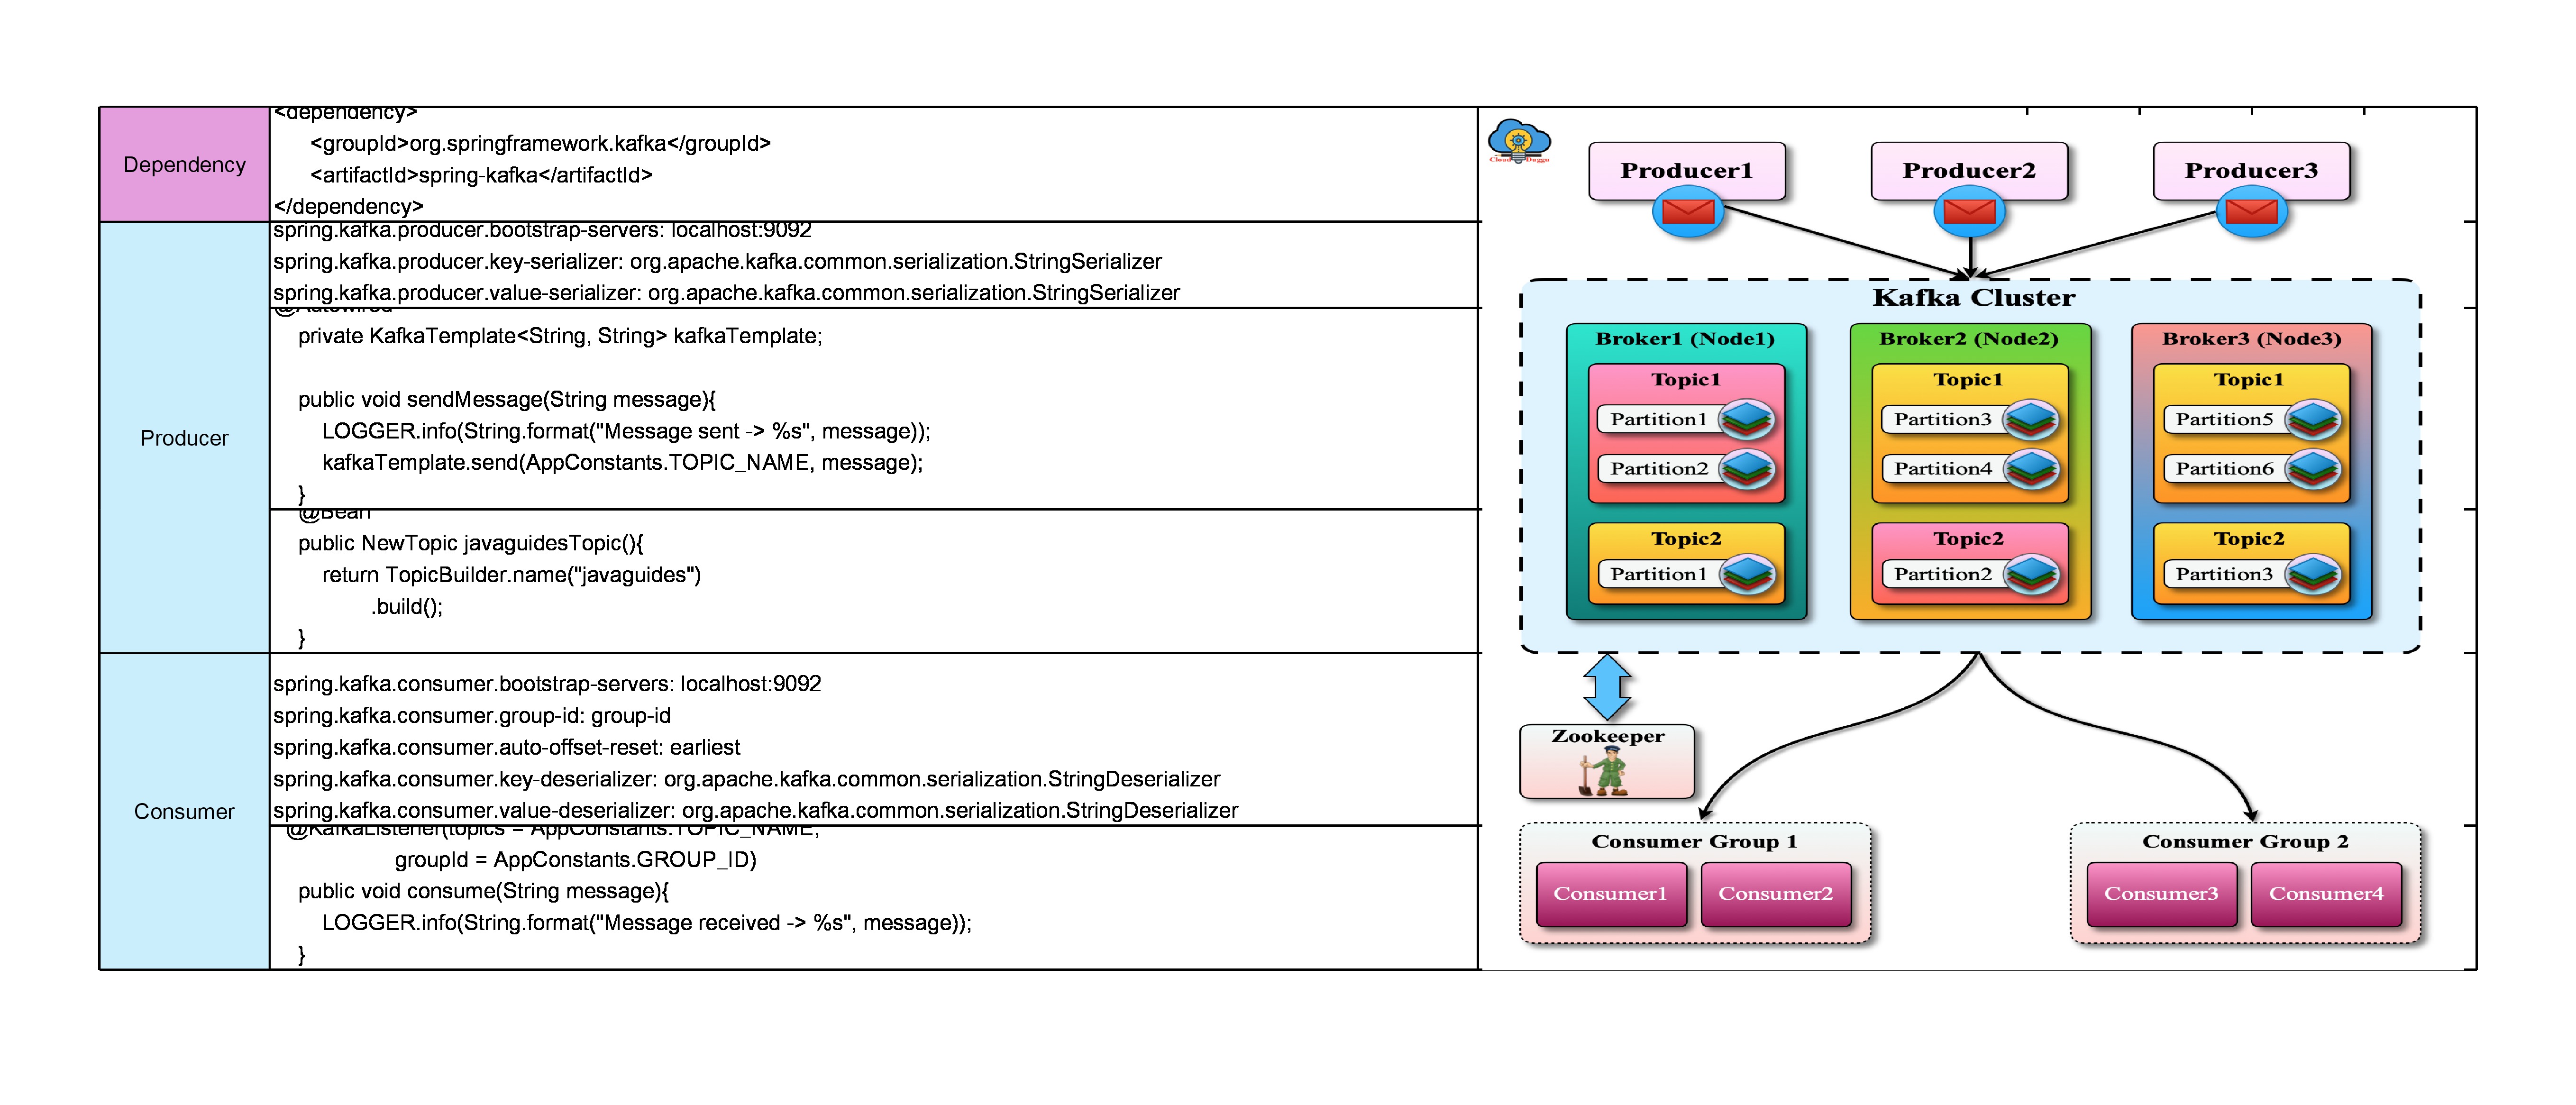 Dependency
<dependency>
<groupId>org.springframework.kafka</groupId>
<artifactId>spring-kafka</artifactId>
</dependency>
Producer
spring.kafka.producer.bootstrap-servers: localhost:9092
spring.kafka.producer.key-serializer: org.apache.kafka.common.serialization.StringSerializer
spring.kafka.producer.value-serializer: org.apache.kafka.common.serialization.StringSerializer
@Autowired
private KafkaTemplate<String, String> kafkaTemplate;
public void sendMessage(String message){
LOGGER.info(String.format("Message sent -> %s", message));
kafkaTemplate.send(AppConstants.TOPIC_NAME, message);
}
@Bean
public NewTopic javaguidesTopic(){
return TopicBuilder.name("javaguides")
.build();
}
Consumer
spring.kafka.consumer.bootstrap-servers: localhost:9092
spring.kafka.consumer.group-id: group-id
spring.kafka.consumer.auto-offset-reset: earliest
spring.kafka.consumer.key-deserializer: org.apache.kafka.common.serialization.StringDeserializer
spring.kafka.consumer.value-deserializer: org.apache.kafka.common.serialization.StringDeserializer
@KafkaListener(topics = AppConstants.TOPIC_NAME,
groupId = AppConstants.GROUP_ID)
public void consume(String message){
LOGGER.info(String.format("Message received -> %s", message));
}
Cloud Duggu
Producer1
Producer2
Producer3
Kafka Cluster
Broker1 (Node1)
Topic1
Partition1
Partition2
Topic2
Partition1
Broker2 (Node2)
Topic1
Partition3
Partition4
Topic2
Partition2
Broker3 (Node3)
Topic1
Partition5
Partition6
Topic2
Partition3
Zookeeper
Consumer Group 1
Consumer1
Consumer2
Consumer Group 2
Consumer3
Consumer4